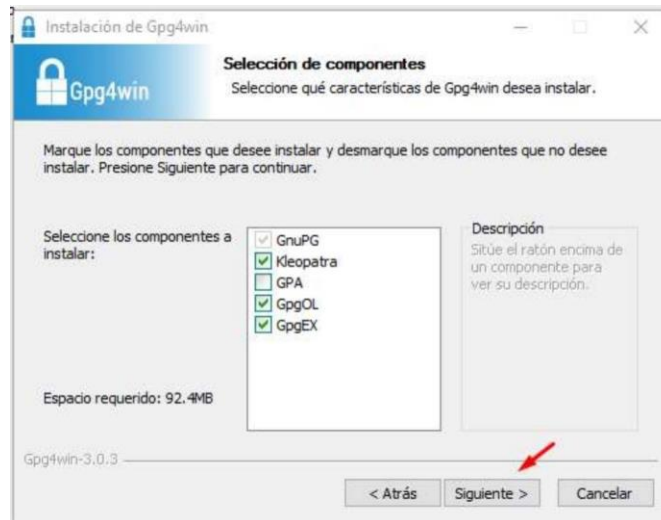 Instalación de Gpg4win
Gpg4win
Selección de componentes
Seleccione qué características de Gpg4win desea instalar.
Marque los componentes que desee instalar y desmarque los componentes que no desee
instalar. Presione Siguiente para continuar.
Seleccione los componentes a
instalar:
GnuPG
Kleopatra
GPA
GpgOL
GpgEX
Descripción
Sitúe el ratón encima de
un componente para
ver su descripción.
Espacio requerido: 92.4MB
Gpg4win-3.0.3
< Atrás
Siguiente >
Cancelar